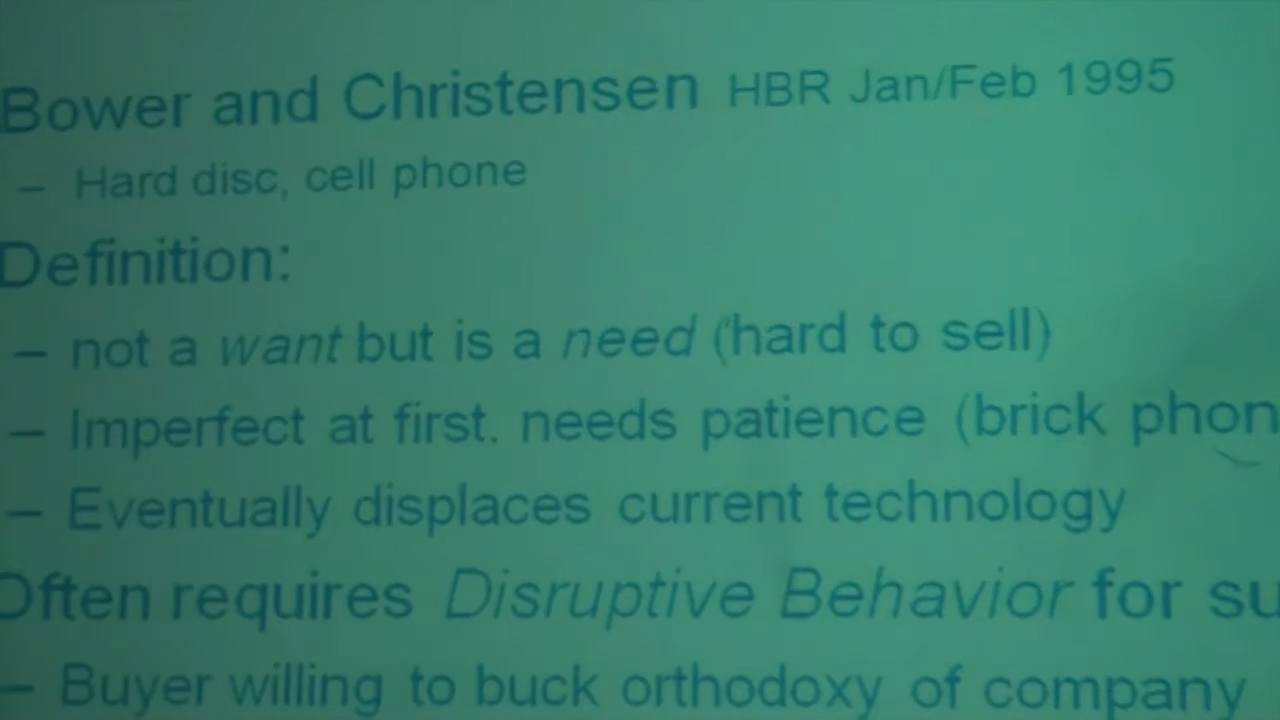 Bower and Christensen HBR Jan/Feb 1995
– Hard disc, cell phone
Definition:
– not a want but is a need (hard to sell)
– Imperfect at first. needs patience (brick phon
– Eventually displaces current technology
Often requires Disruptive Behavior for su
– Buyer willing to buck orthodoxy of company